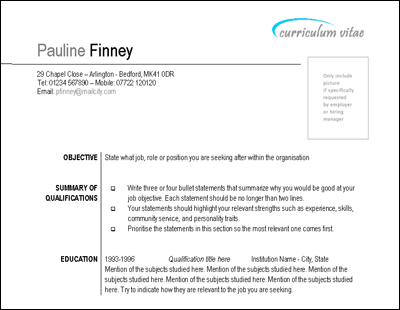 curriculum vitae
Pauline Finney
29 Chapel Close – Arlington - Bedford, MK41 0DR
Tel: 01234 567890 – Mobile: 07722 120120
Email: pfinney@mailcity.com
Only include
picture
if specifically
requested
by employer
or hiring
manager
OBJECTIVE State what job, role or position you are seeking after within the organisation
SUMMARY OF QUALIFICATIONS
Write three or four bullet statements that summarize why you would be good at
your job objective. Each statement should be no longer than two lines.
Your statements should highlight your relevant strengths such as experience, skills,
community service, and personality traits.
Prioritise the statements in this section so the most relevant one comes first.
EDUCATION 1993-1996 Qualification title here Institution Name - City, State
Mention of the subjects studied here. Mention of the subjects studied here. Mention of
the subjects studied here. Mention of the subjects studied here. Mention of the subjects studied
here. Try to indicate how they are relevant to the job you are seeking.